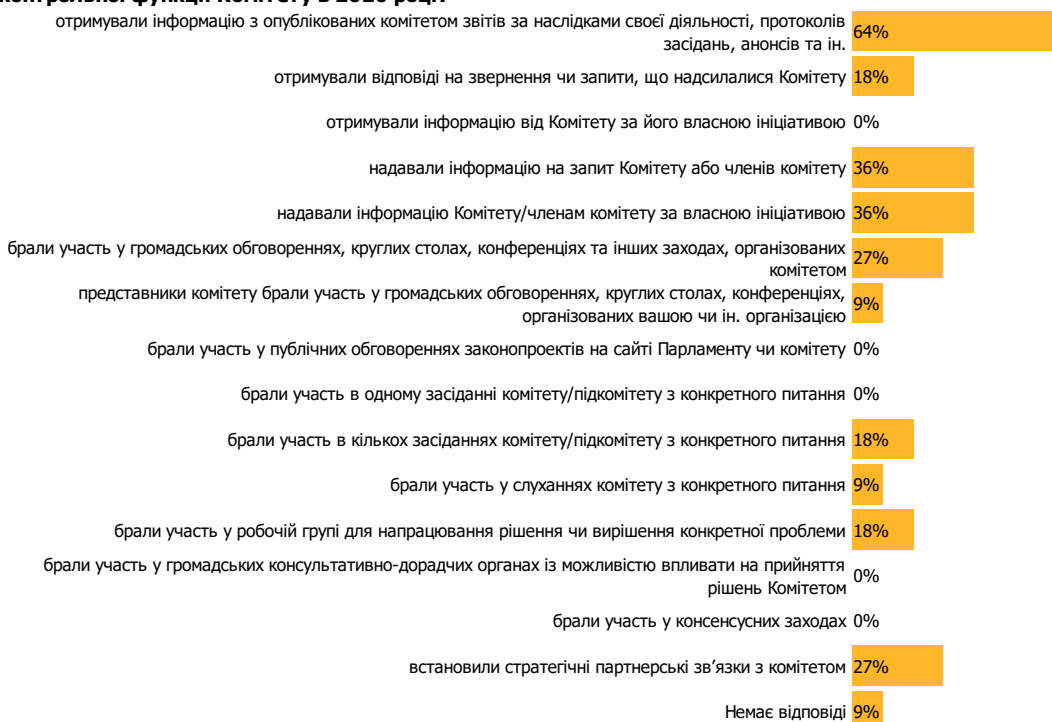 контрольної функції Комітету в 2020 році?
отримували інформацію з опублікованих комітетом звітів за наслідками своєї діяльності, протоколів
засідань, анонсів та ін.
64%
отримували відповіді на звернення чи запити, що надсилалися Комітету 18%
отримували інформацію від Комітету за його власною ініціативою 0%
надавали інформацію на запит Комітету або членів комітету 36%
надавали інформацію Комітету/членам комітету за власною ініціативою 36%
брали участь у громадських обговореннях, круглих столах, конференціях та інших заходах, організованих
комітетом
27%
представники комітету брали участь у громадських обговореннях, круглих столах, конференціях,
організованих вашою чи ін. організацією
9%
брали участь у публічних обговореннях законопроектів на сайті Парламенту чи комітету 0%
брали участь в одному засіданні комітету/підкомітету з конкретного питання 0%
брали участь в кількох засіданнях комітету/підкомітету з конкретного питання 18%
брали участь у слуханнях комітету з конкретного питання 9%
брали участь у робочій групі для напрацювання рішення чи вирішення конкретної проблеми 18%
брали участь у громадських консультативно-дорадчих органах із можливістю впливати на прийняття
рішень Комітетом
0%
брали участь у консенсусних заходах 0%
встановили стратегічні партнерські зв’язки з комітетом 27%
Немає відповіді 9%